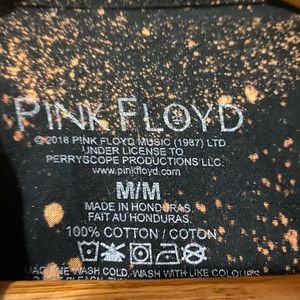 PINK FLOYD
© 2018 PINK FLOYD MUSIC (1987) LTD
UNDER LICENSE TO
PERRYSCOPE PRODUCTIONS LLC.
www.pinkfloyd.com
M/M
MADE IN HONDURAS
FAIT AU HONDURAS.
100% COTTON / COTON
MACHINE WASH COLD, WASH WITH LIKE COLOURS